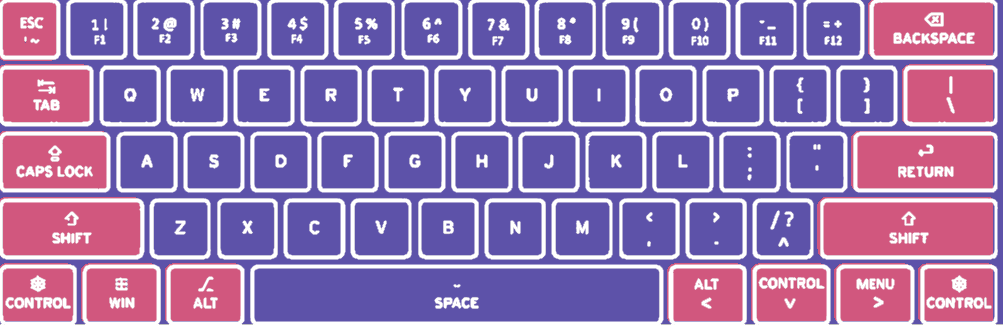 ESC 1 ! 2 @ 3 # 4 $ 5 % 6 ^ 7 & 8 * 9 ( 0 ) - _ = + BACKSPACE
' ~ F1 F2 F3 F4 F5 F6 F7 F8 F9 F10 F11 F12
TAB Q W E R T Y U I O P { [ } ] | \
CAPS LOCK A S D F G H J K L : ; " ' RETURN
SHIFT Z X C V B N M < , > . / ? ^ SHIFT
CONTROL WIN ALT SPACE ALT < CONTROL v MENU > CONTROL